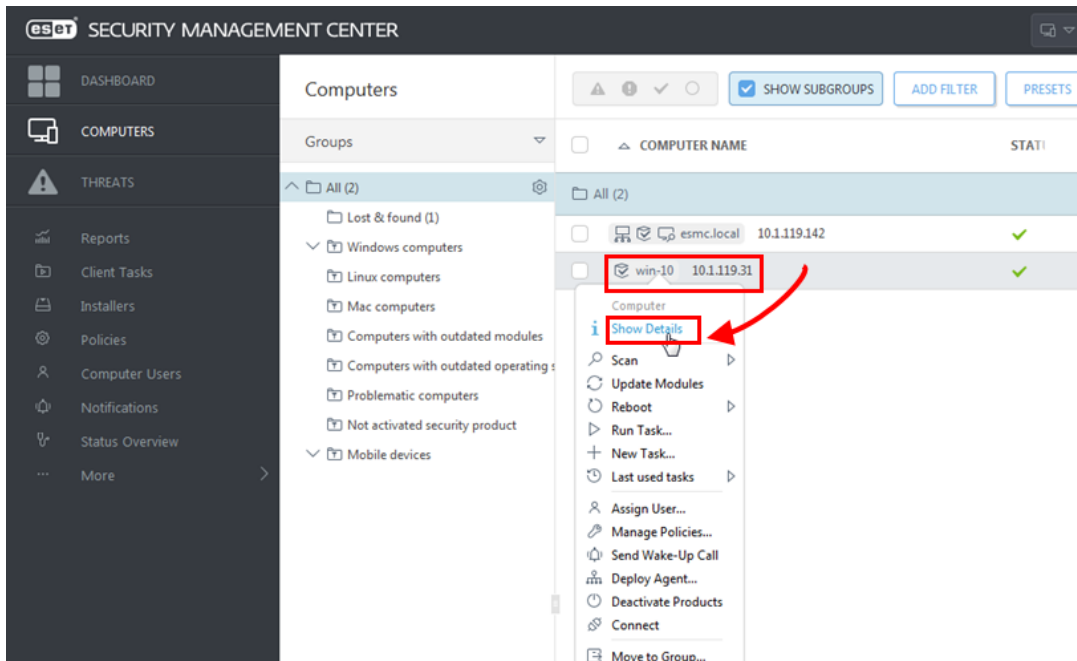 eset SECURITY MANAGEMENT CENTER
DASHBOARD
COMPUTERS
THREATS
Reports
Client Tasks
Installers
Policies
Computer Users
Notifications
Status Overview
More
Computers
Groups
All (2)
Lost & found (1)
Windows computers
Linux computers
Mac computers
Computers with outdated modules
Computers with outdated operating s
Problematic computers
Not activated security product
Mobile devices
SHOW SUBGROUPS ADD FILTER PRESETS
COMPUTER NAME STAT
All (2)
esmc.local 10.1.119.142
win-10 10.1.119.31
Computer
Show Details
Scan
Update Modules
Reboot
Run Task...
New Task...
Last used tasks
Assign User...
Manage Policies...
Send Wake-Up Call
Deploy Agent...
Deactivate Products
Connect
Move to Group...